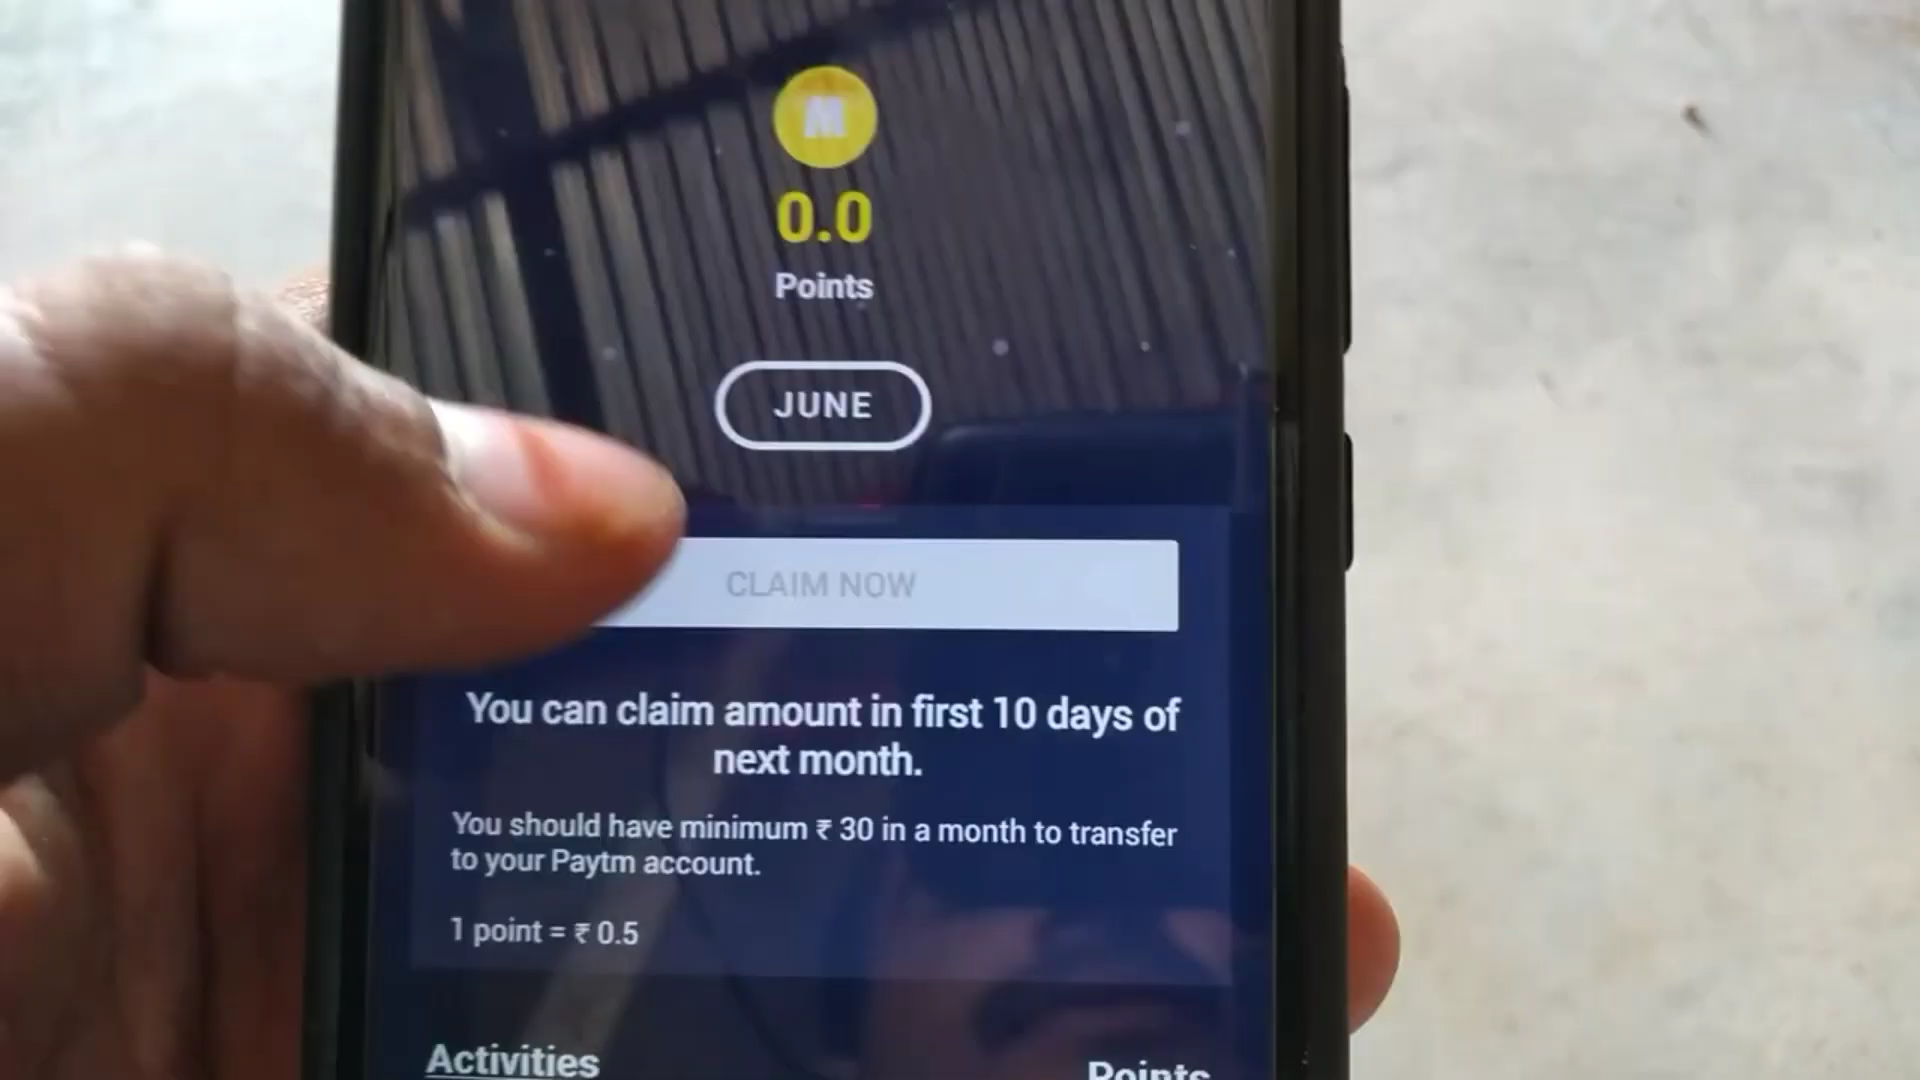 M
0.0
Points
JUNE
CLAIM NOW
You can claim amount in first 10 days of
next month.
You should have minimum ₹ 30 in a month to transfer
to your Paytm account.
1 point = ₹ 0.5
Activities
Points